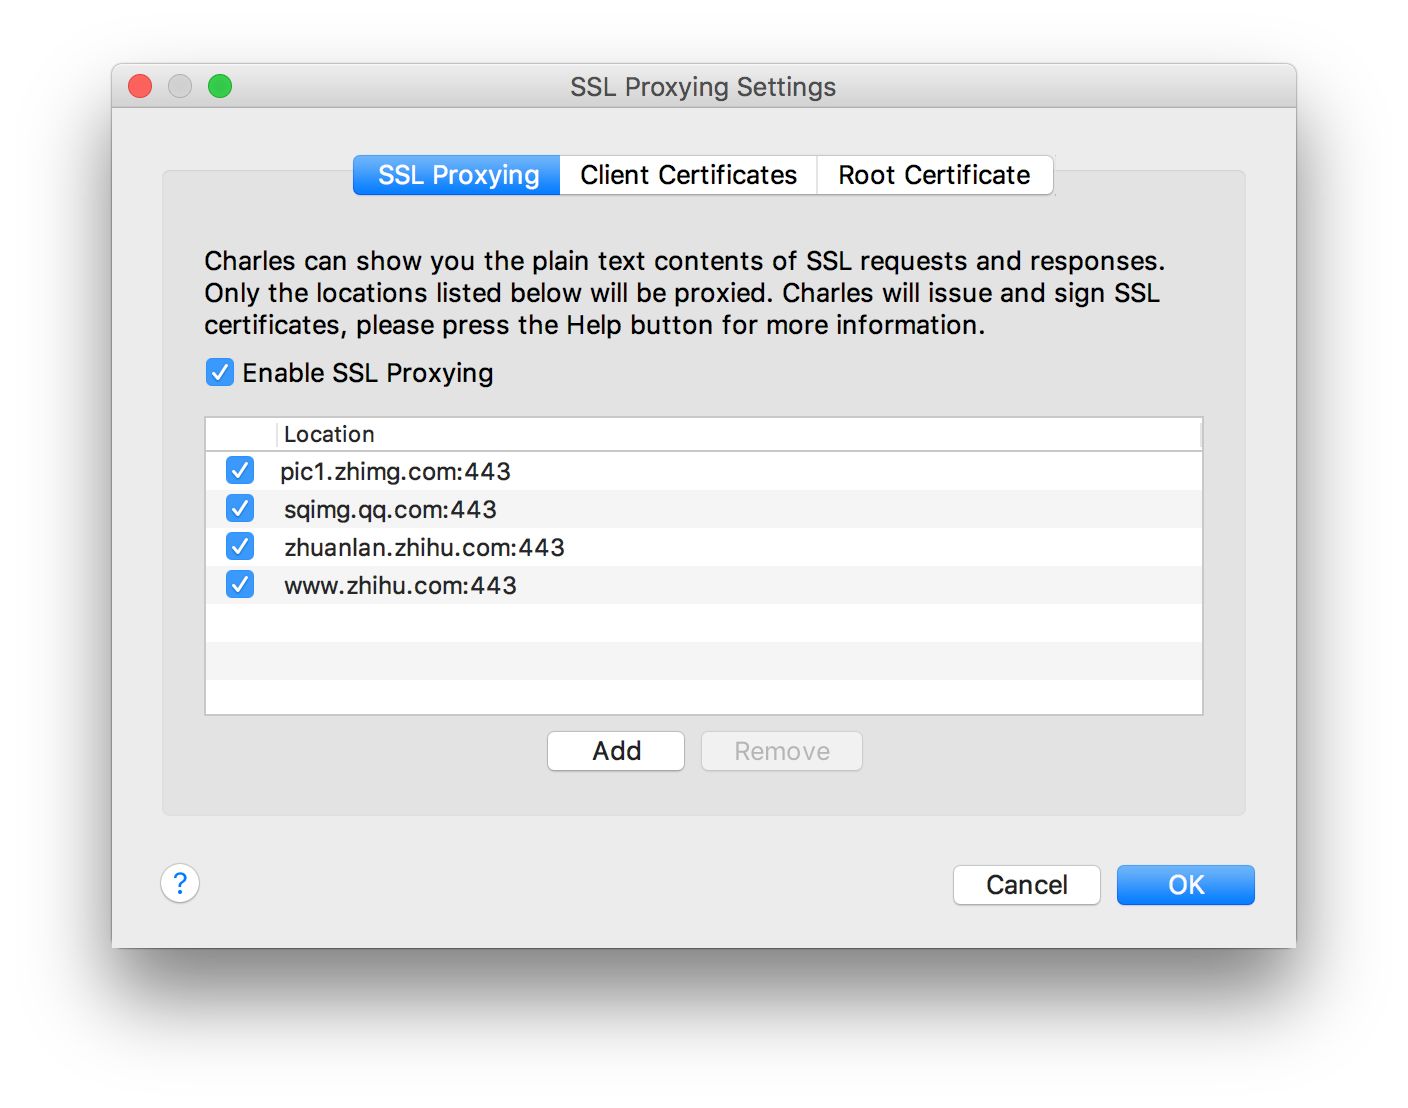 SSL Proxying Settings
SSL Proxying
Client Certificates
Root Certificate
Charles can show you the plain text contents of SSL requests and responses.
Only the locations listed below will be proxied. Charles will issue and sign SSL
certificates, please press the Help button for more information.
Enable SSL Proxying
Location
pic1.zhimg.com:443
sqimg.qq.com:443
zhuanlan.zhihu.com:443
www.zhihu.com:443
Add
Remove
?
Cancel
OK